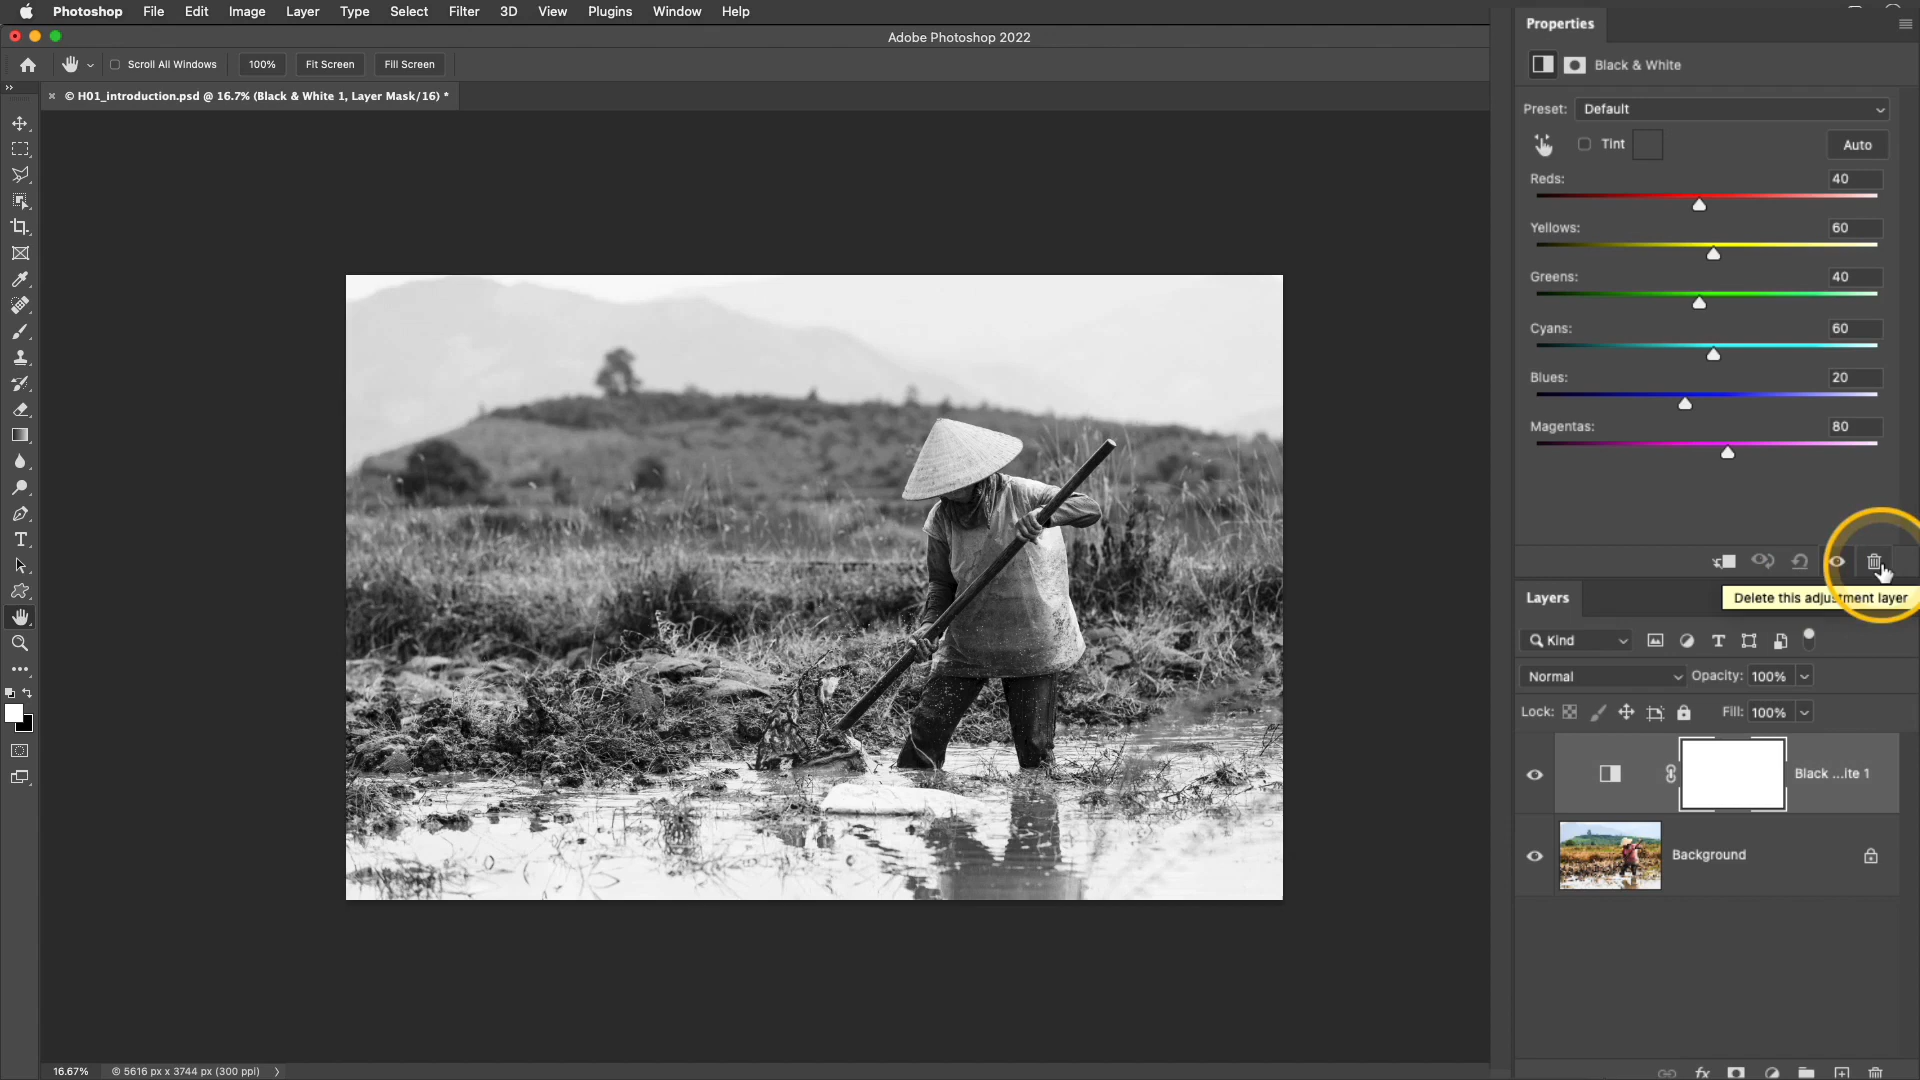 Photoshop File Edit Image Layer Type Select Filter 3D View Plugins Window Help
Adobe Photoshop 2022
Scroll All Windows 100% Fit Screen Fill Screen
× © H01_introduction.psd @ 16.7% (Black & White 1, Layer Mask/16) *
Properties
Black & White
Preset: Default
Tint Auto
Reds: 40
Yellows: 60
Greens: 40
Cyans: 60
Blues: 20
Magentas: 80
Delete this adjustment layer
Layers
Kind
Normal Opacity: 100%
Lock: Fill: 100%
Black ...ite 1
Background
16.67% © 5616 px x 3744 px (300 ppi)